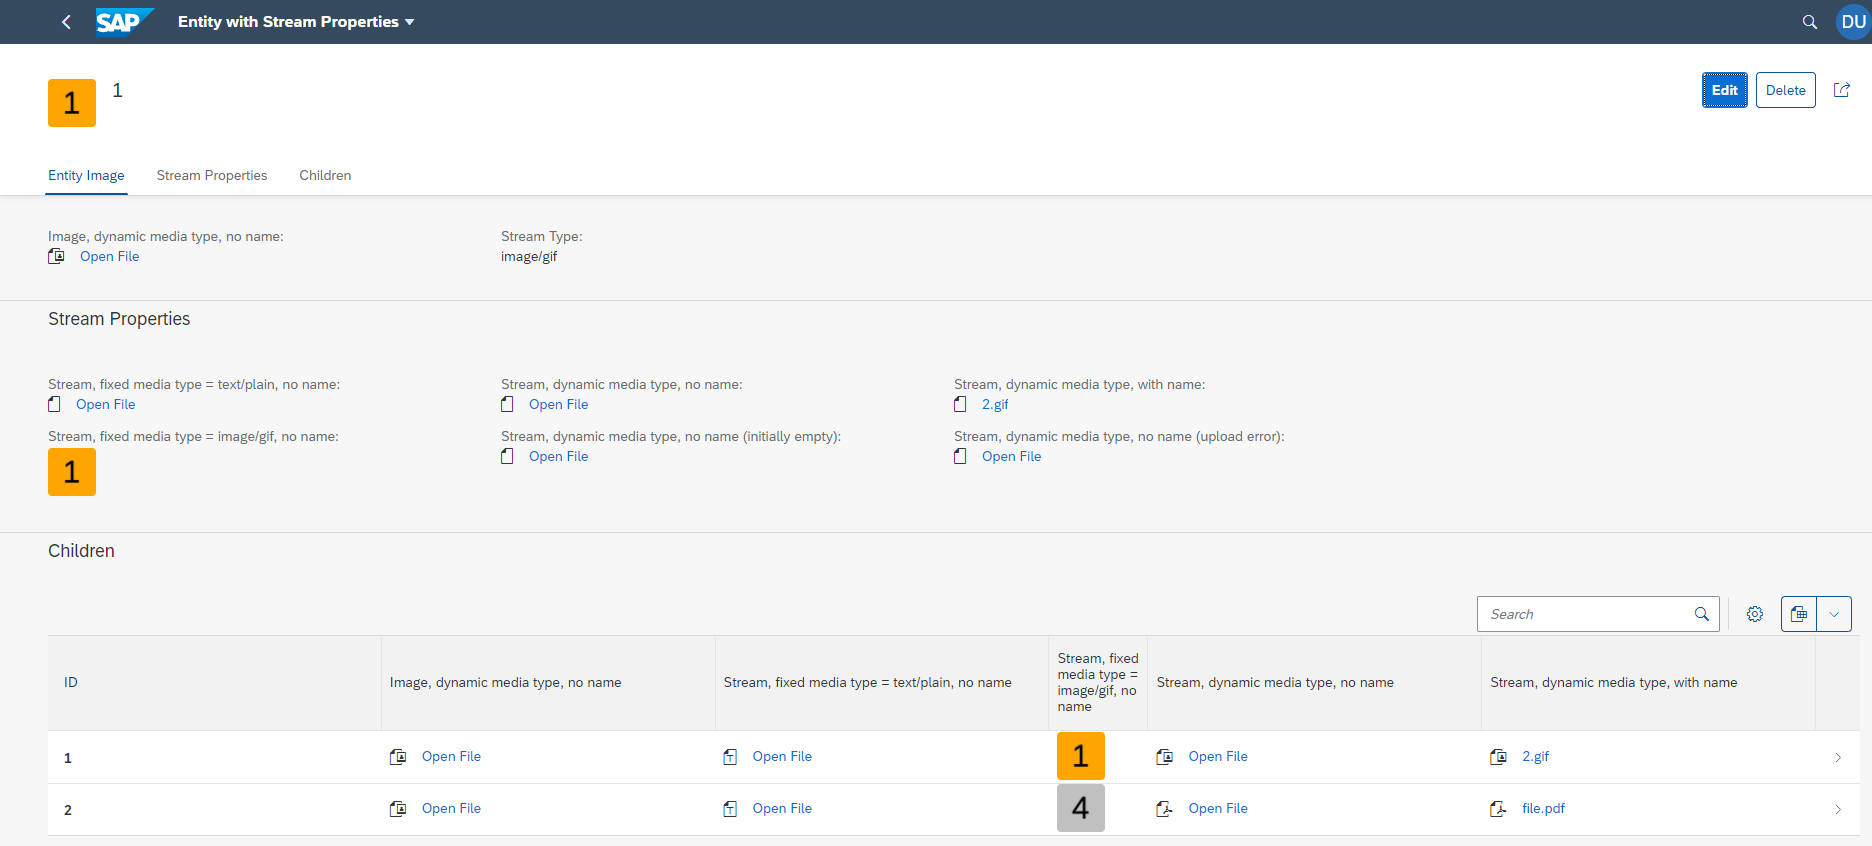 SAP Entity with Stream Properties DU
1 1 Edit Delete
Entity Image Stream Properties Children
Image, dynamic media type, no name: Stream Type:
Open File image/gif
Stream Properties
Stream, fixed media type = text/plain, no name: Stream, dynamic media type, no name: Stream, dynamic media type, with name:
Open File Open File 2.gif
Stream, fixed media type = image/gif, no name: Stream, dynamic media type, no name (initially empty): Stream, dynamic media type, no name (upload error):
1 Open File Open File
Children
Search
ID Image, dynamic media type, no name Stream, fixed media type = text/plain, no name Stream, fixed
media type =
image/gif, no
name Stream, dynamic media type, no name Stream, dynamic media type, with name
1 Open File Open File 1 Open File 2.gif
2 Open File Open File 4 Open File file.pdf